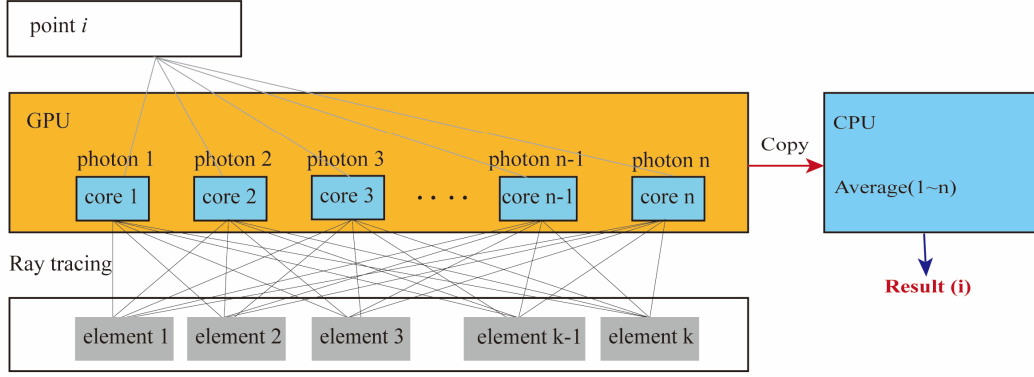 point i
GPU
CPU
Copy
photon 1 photon 2 photon 3 photon n-1 photon n
core 1 core 2 core 3 . . . . core n-1 core n
Average(1~n)
Ray tracing
Result (i)
element 1 element 2 element 3 element k-1 element k